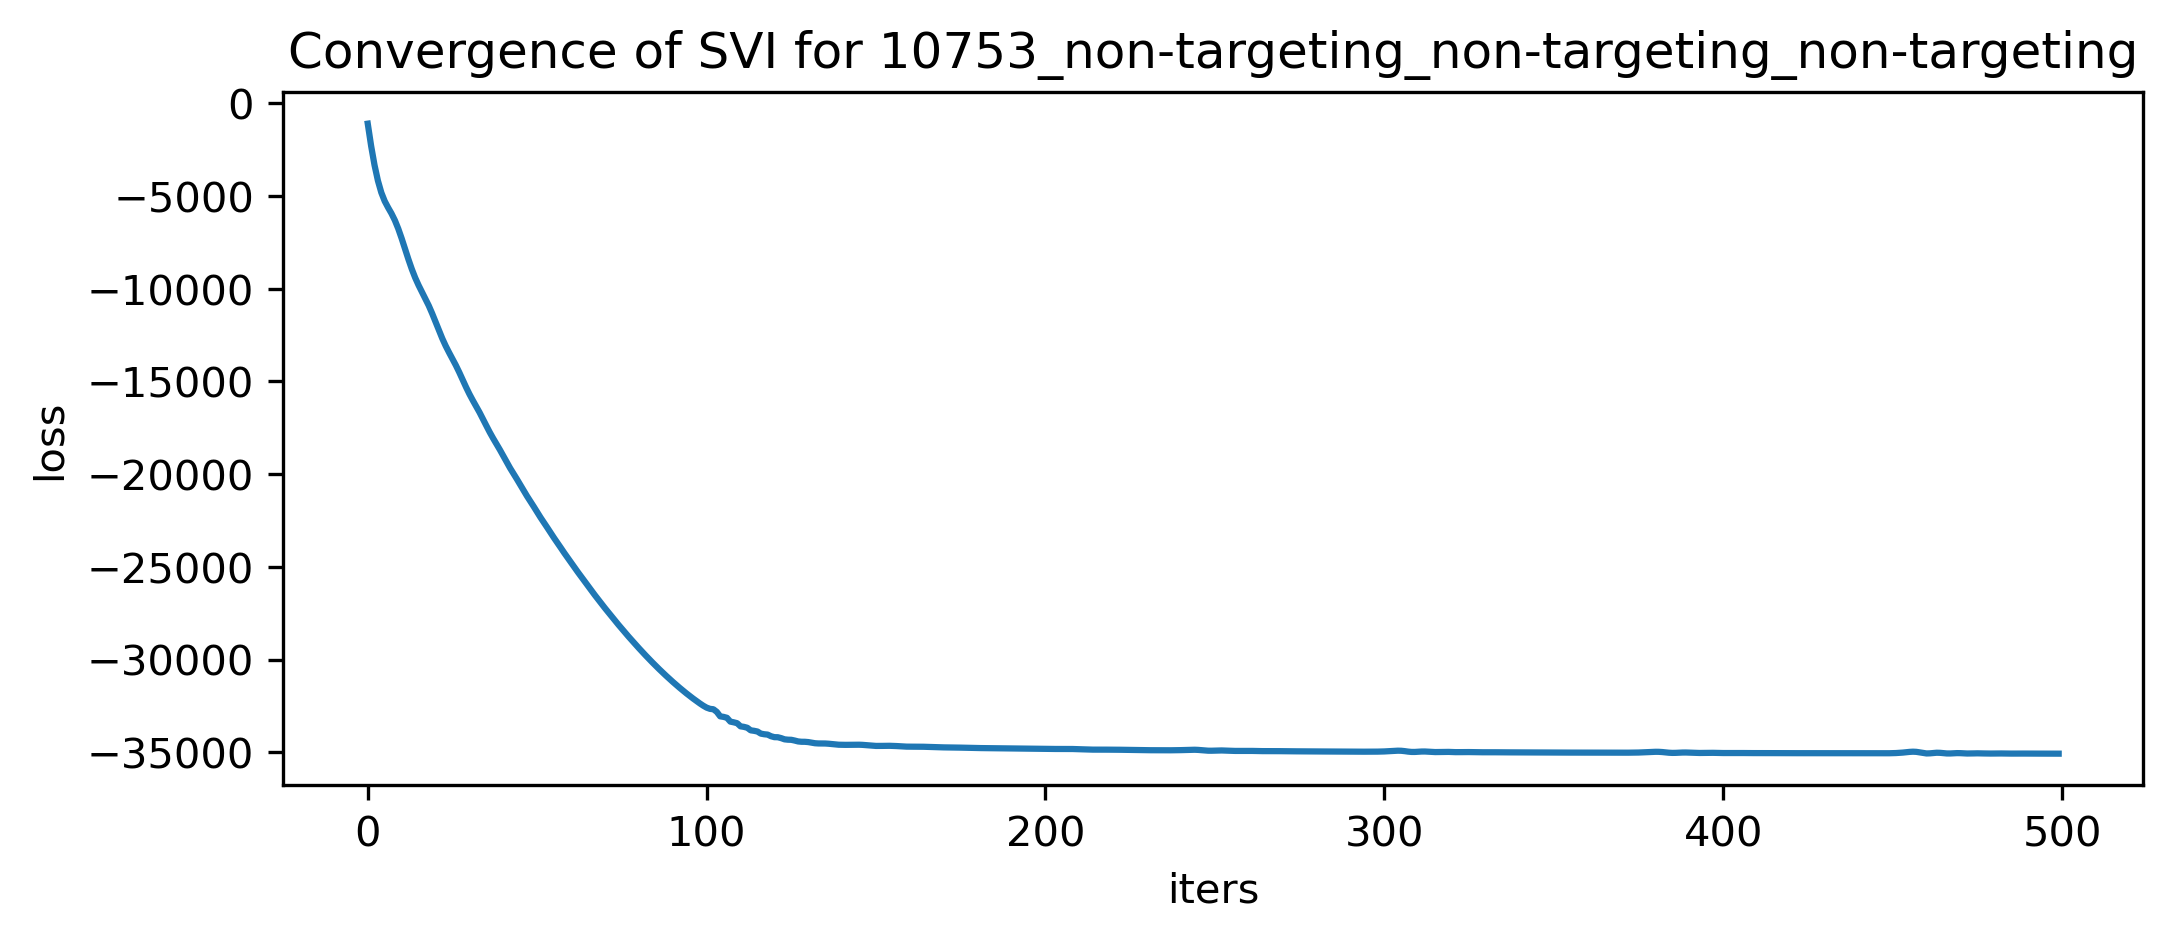 Convergence of SVI for 10753_non-targeting_non-targeting_non-targeting
0
−5000
−10000
−15000
−20000
−25000
−30000
−35000
loss
0 100 200 300 400 500
iters